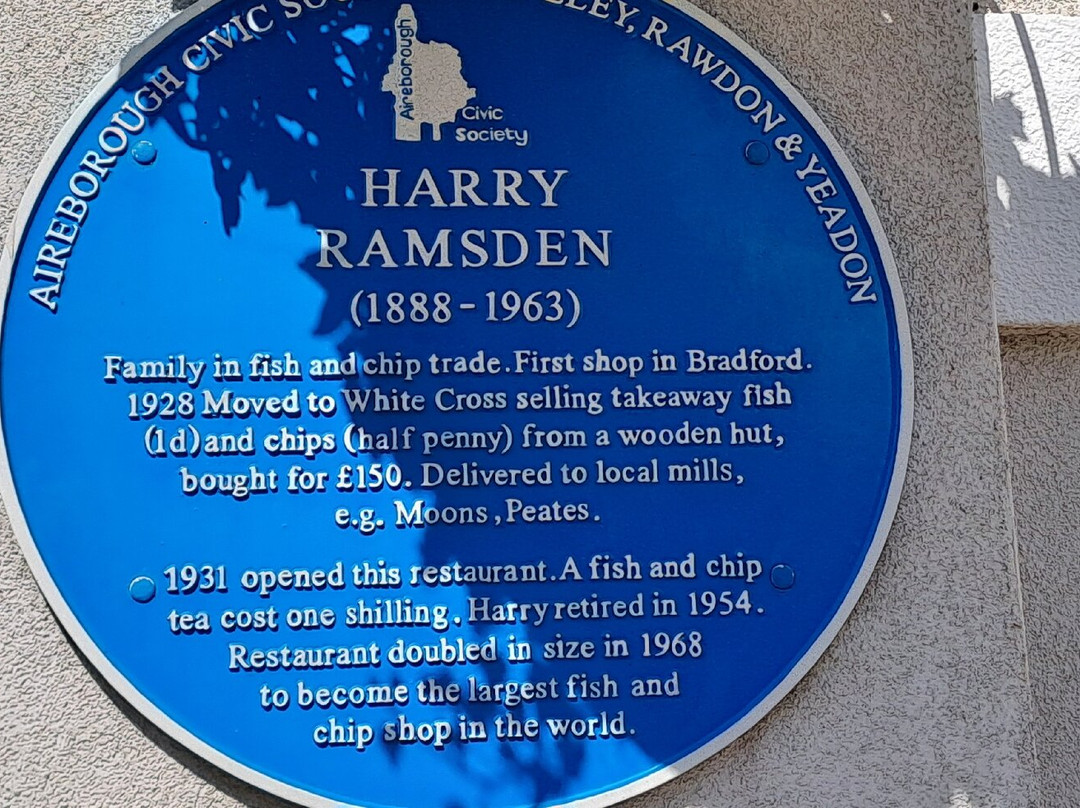 AIREBOROUGH CIVIC RAWDON & YEADON
Aireborough
Civic
Society
HARRY
RAMSDEN
(1888-1963)
Family in fish and chip trade. First shop in Bradford.
1928 Moved to White Cross selling takeaway fish
(1d) and chips (half penny) from a wooden hut,
bought for £150. Delivered to local mills,
e.g. Moons, Peates.
1931 opened this restaurant. A fish and chip
tea cost one shilling. Harry retired in 1954.
Restaurant doubled in size in 1968
to become the largest fish and
chip shop in the world.